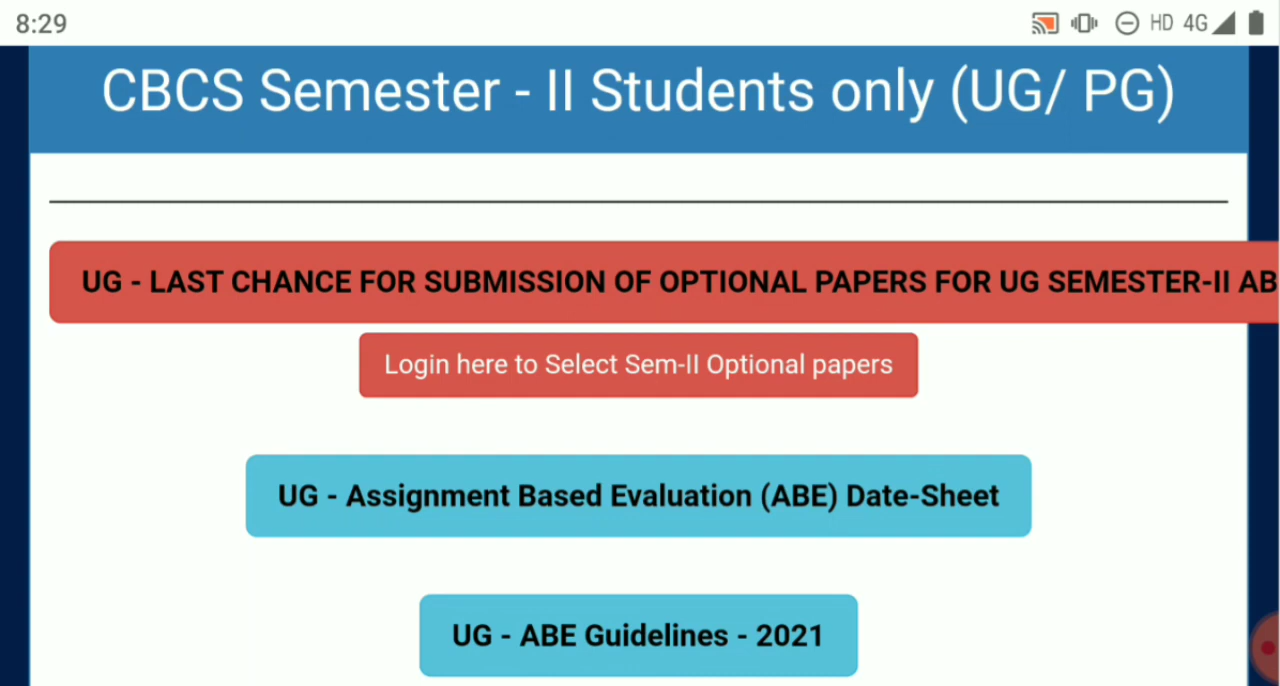 8:29 HD 4G
CBCS Semester - II Students only (UG/ PG)
UG - LAST CHANCE FOR SUBMISSION OF OPTIONAL PAPERS FOR UG SEMESTER-II AB
Login here to Select Sem-II Optional papers
UG - Assignment Based Evaluation (ABE) Date-Sheet
UG - ABE Guidelines - 2021